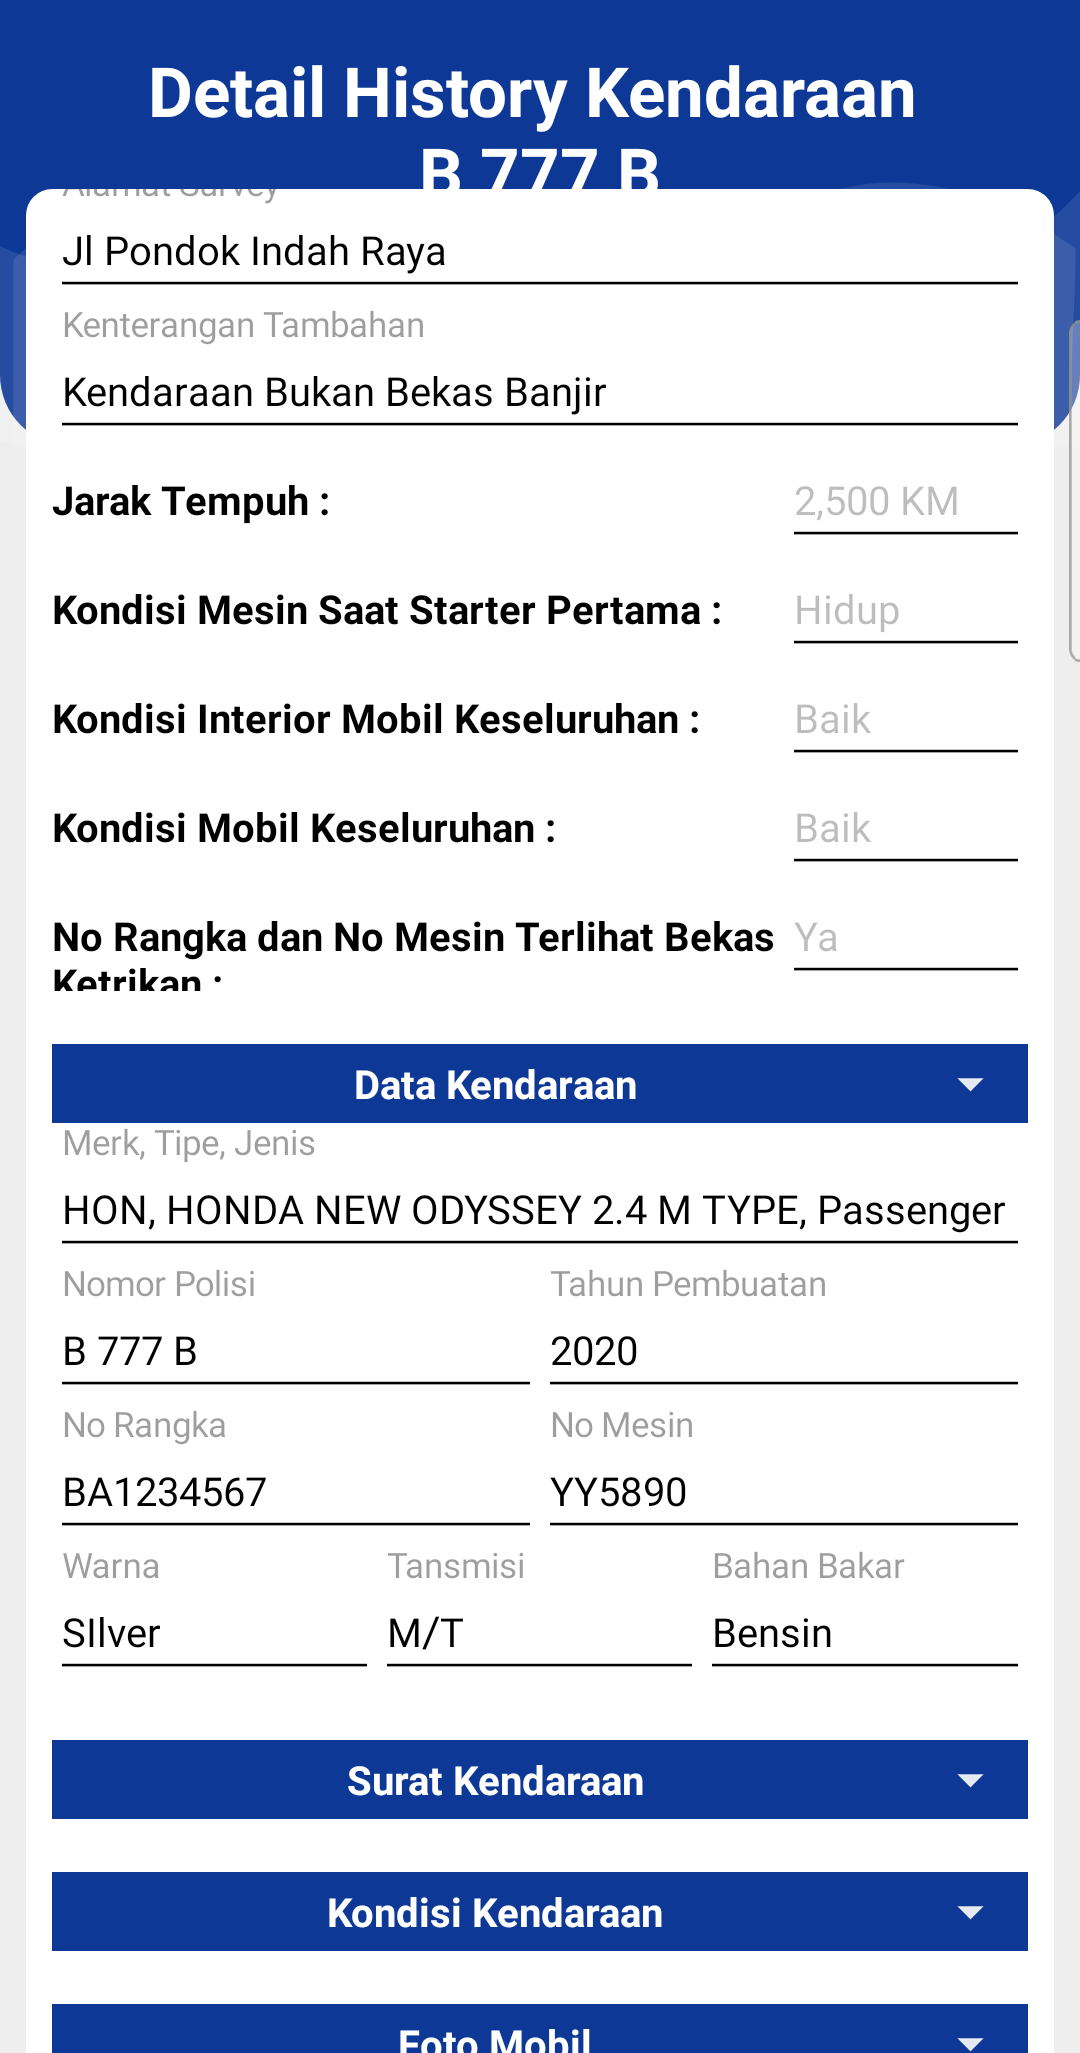 Detail History Kendaraan
B 777 B
Alamat Survey
Jl Pondok Indah Raya
Kenterangan Tambahan
Kendaraan Bukan Bekas Banjir
Jarak Tempuh : 2,500 KM
Kondisi Mesin Saat Starter Pertama : Hidup
Kondisi Interior Mobil Keseluruhan : Baik
Kondisi Mobil Keseluruhan : Baik
No Rangka dan No Mesin Terlihat Bekas Ya
Ketrikan :
Data Kendaraan
Merk, Tipe, Jenis
HON, HONDA NEW ODYSSEY 2.4 M TYPE, Passenger
Nomor Polisi Tahun Pembuatan
B 777 B 2020
No Rangka No Mesin
BA1234567 YY5890
Warna Tansmisi Bahan Bakar
SIlver M/T Bensin
Surat Kendaraan
Kondisi Kendaraan
Foto Mobil